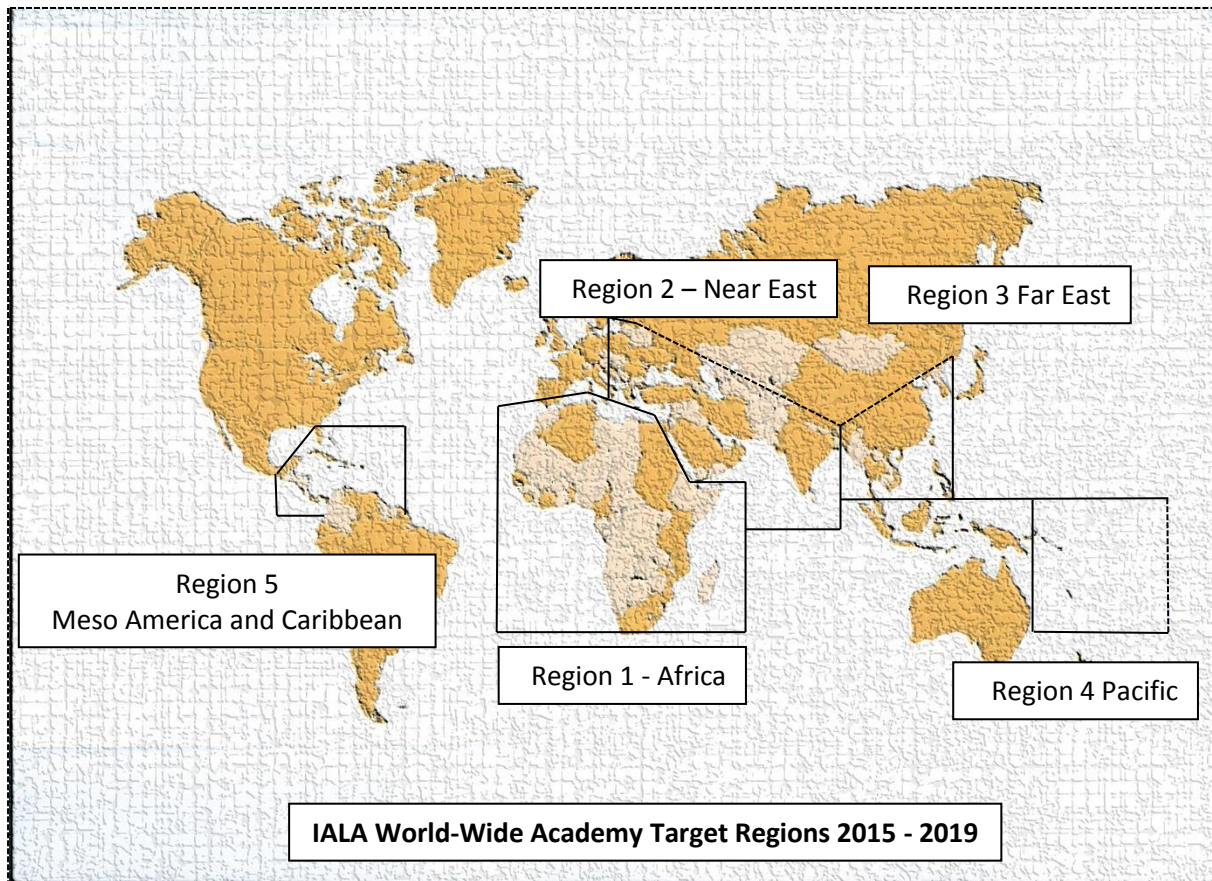 Region 2 – Near East
Region 3 Far East
Region 5
Meso America and Caribbean
Region 1 - Africa
Region 4 Pacific
IALA World-Wide Academy Target Regions 2015 - 2019